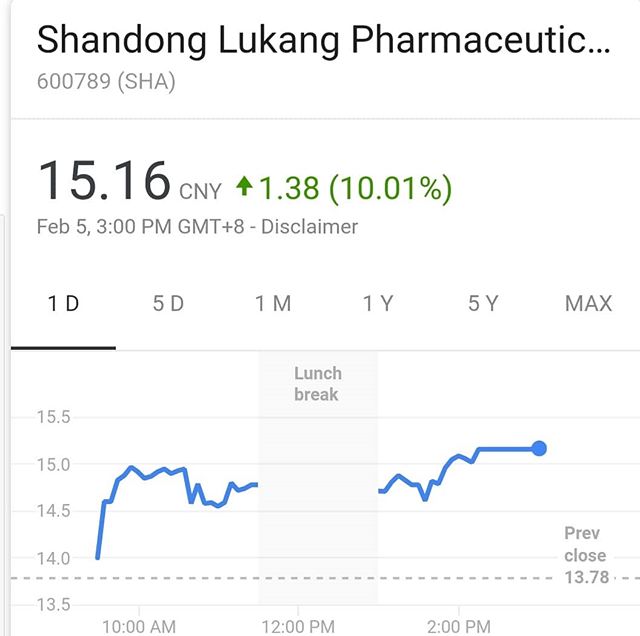 Shandong Lukang Pharmaceutic...
600789 (SHA)
15.16 CNY ↑1.38 (10.01%)
Feb 5, 3:00 PM GMT+8 - Disclaimer
1 D 5 D 1 M 1 Y 5 Y MAX
Lunch
break
15.5
15.0
14.5
14.0
Prev
close
13.78
13.5
10:00 AM 12:00 PM 2:00 PM